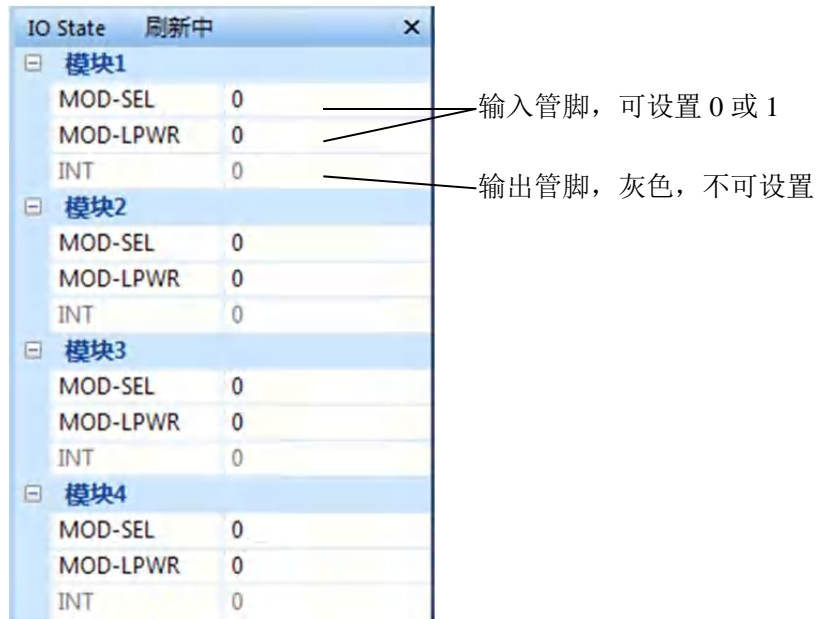 IO State 刷新中 ×
模块1
MOD-SEL 0
MOD-LPWR 0
INT 0
模块2
MOD-SEL 0
MOD-LPWR 0
INT 0
模块3
MOD-SEL 0
MOD-LPWR 0
INT 0
模块4
MOD-SEL 0
MOD-LPWR 0
INT 0
输入管脚，可设置 0 或 1
输出管脚，灰色，不可设置